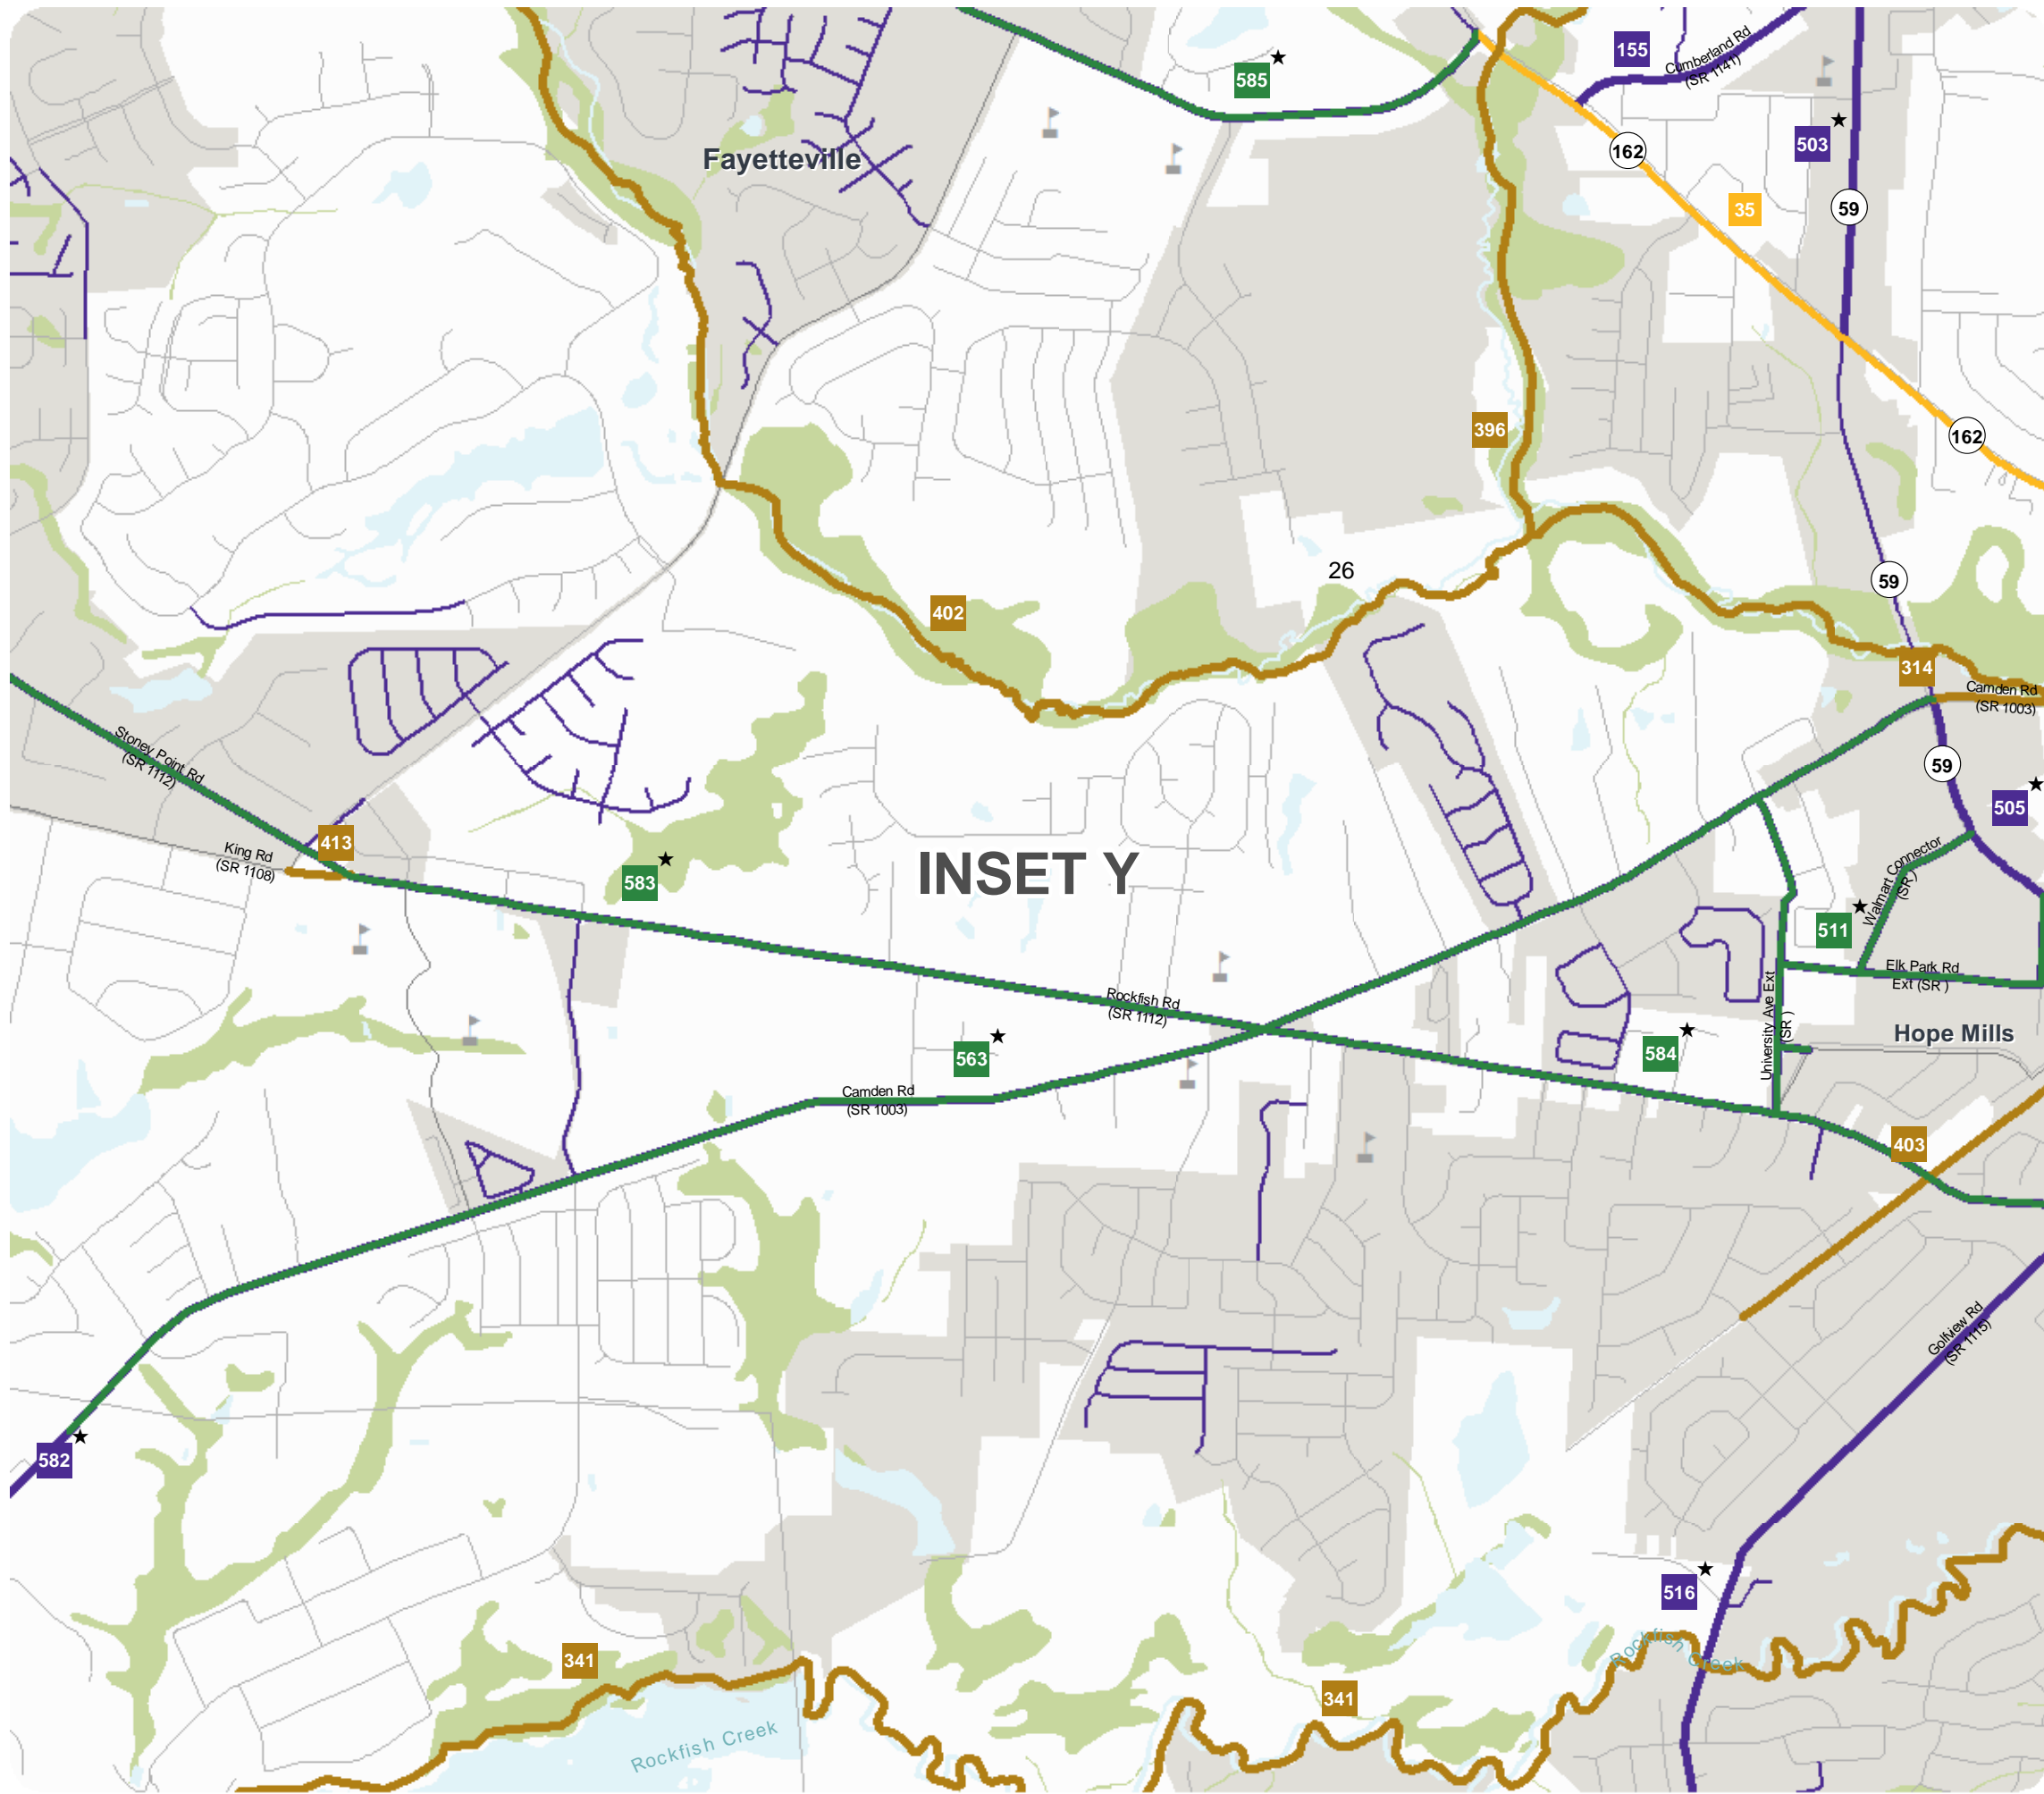 155
Cumberland Rd
(SR 1141)
585
503
162
Fayetteville
35
59
396
162
26
59
402
314
Camden Rd
(SR 1003)
Stoney Point Rd
(SR 1112)
59
505
413
King Rd
(SR 1108)
INSET Y
583
Walmart Connector
(SR )
511
Elk Park Rd
Ext (SR )
University Ave Ext
(SR )
Rockfish Rd
(SR 1112)
Hope Mills
563
584
Camden Rd
(SR 1003)
403
Golfview Rd
(SR 1115)
582
516
Rockfish Creek
341
341
Rockfish Creek